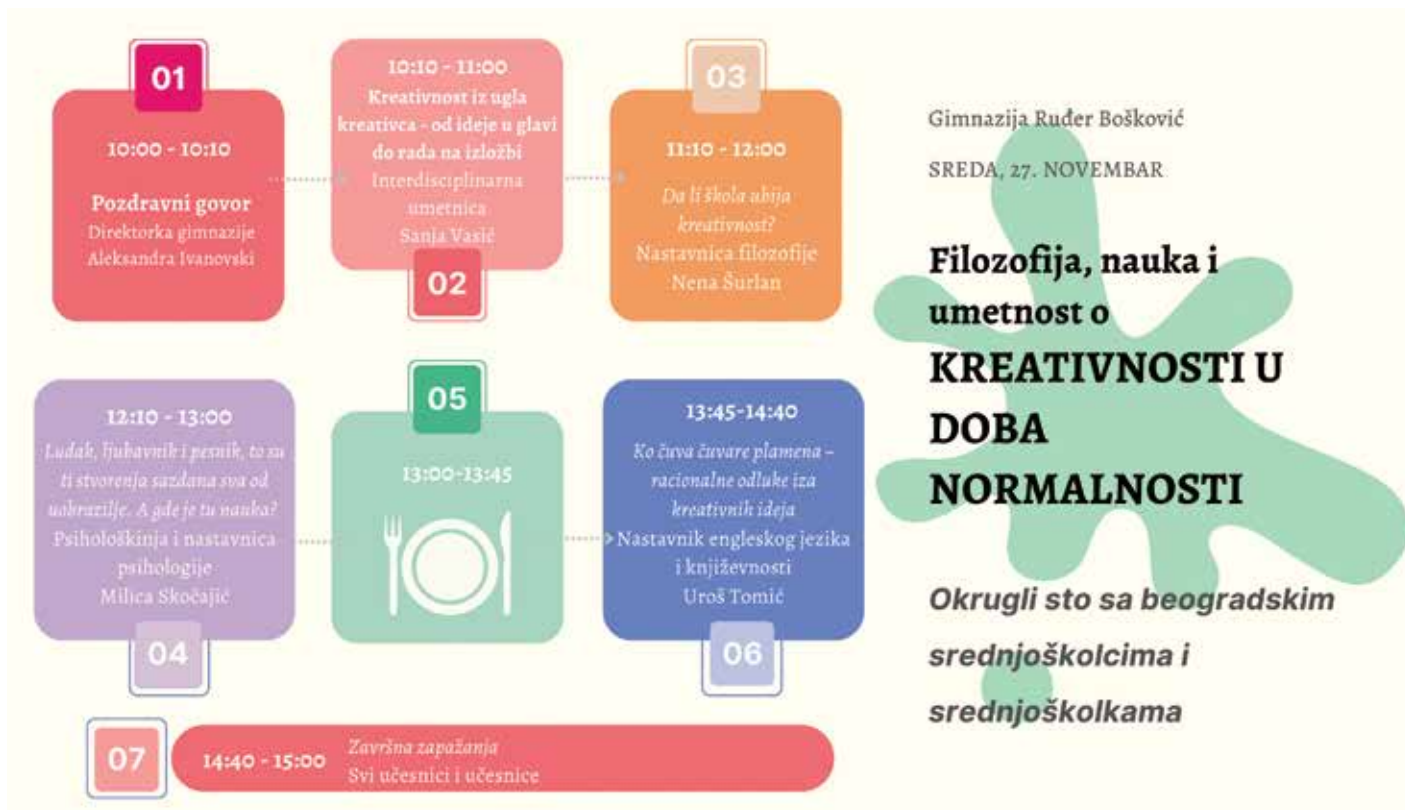 01
10:00 - 10:10
Pozdravni govor
Direktorka gimnazije
Aleksandra Ivanovski
10:10 - 11:00
Kreativnost iz ugla
kreativca - od ideje u glavi
do rada na izložbi
Interdisciplinarna
umetnica
Sanja Vasić
02
03
11:10 - 12:00
Da li škola ubija
kreativnost?
Nastavnica filozofije
Nena Šurlan
12:10 - 13:00
Ludak, ljubavnik i pesnik, to su
ti stvorenja sazdana sva od
uobrazilje. A gde je tu nauka?
Psihološkinja i nastavnica
psihologije
Milica Skočajić
04
05
13:00-13:45
13:45-14:40
Ko čuva čuvare plamena –
racionalne odluke iza
kreativnih ideja
Nastavnik engleskog jezika
i književnosti
Uroš Tomić
06
07
14:40 - 15:00
Završna zapažanja
Svi učesnici i učesnice
Gimnazija Ruđer Bošković
SREDA, 27. NOVEMBAR
Filozofija, nauka i
umetnost o
KREATIVNOSTI U
DOBA
NORMALNOSTI
Okrugli sto sa beogradskim
srednjoškolcima i
srednjoškolkama